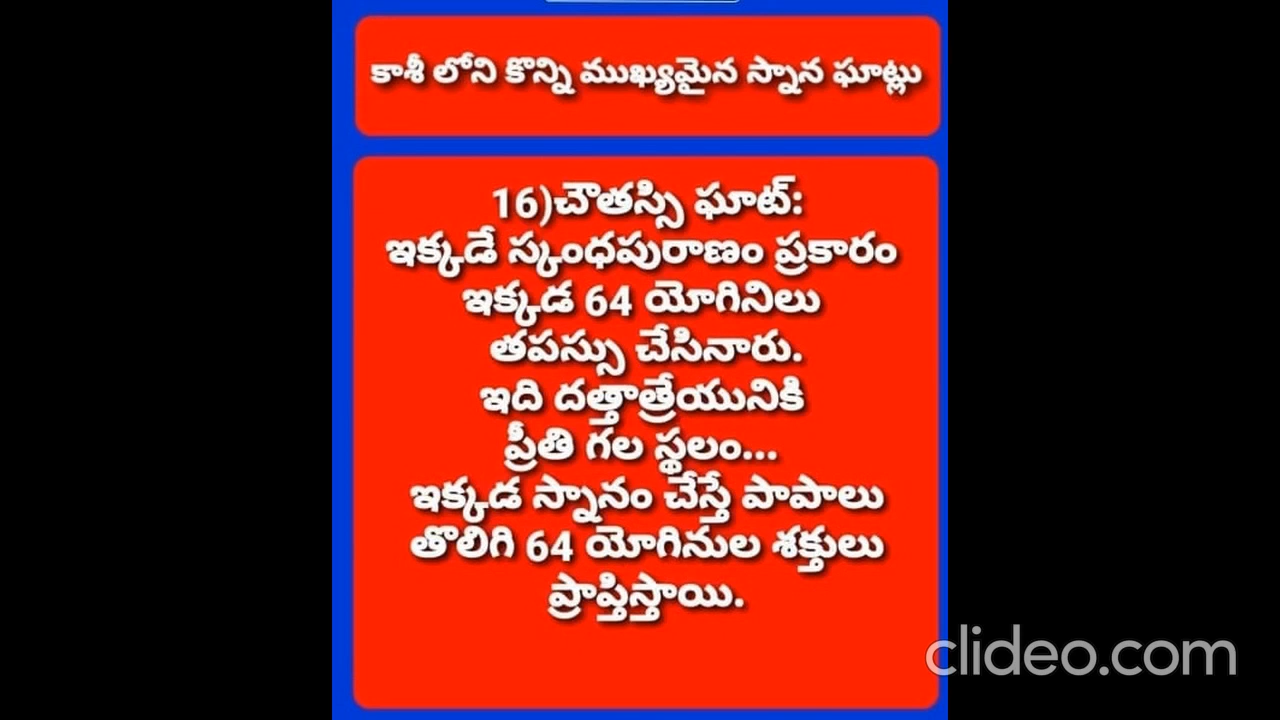 కాశీ లోని కొన్ని ముఖ్యమైన స్నాన ఘాట్లు
16)చౌతస్సి ఘాట్:
ఇక్కడే స్కంధపురాణం ప్రకారం
ఇక్కడ 64 యోగినిలు
తపస్సు చేసినారు.
ఇది దత్తాత్రేయునికి
ప్రీతి గల స్థలం...
ఇక్కడ స్నానం చేస్తే పాపాలు
తొలిగి 64 యోగినుల శక్తులు
ప్రాప్తిస్తాయి.
clideo.com